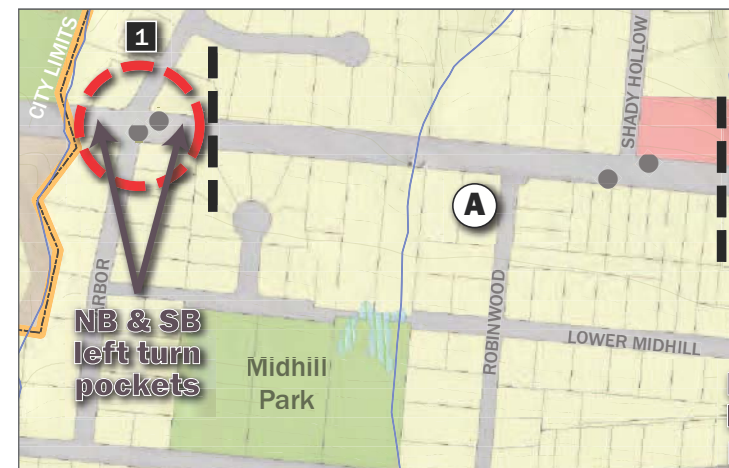 1
CITY LIMITS
SHADY HOLLOW
A
ARBOR
NB & SB
left turn
pockets
ROBINWOOD
LOWER MIDHILL
Midhill
Park